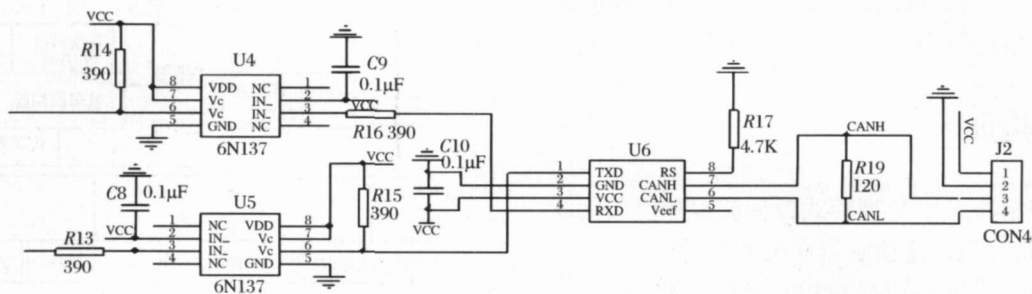 VCC
R14
390
8
7
6
5
VDD
Vc
Vc
GND
U4
NC
IN_
IN_
NC
1
2
3
4
6N137
C9
0.1μF
VCC
R16 390
C8
0.1μF
VCC
R13
390
1
2
3
4
U5
NC
IN_
IN_
NC
VDD
Vc
Vc
GND
8
7
6
5
6N137
VCC
R15
390
C10
0.1μF
VCC
U6
1
2
3
4
TXD
GND
VCC
RXD
RS
CANH
CANL
Veef
8
7
6
5
R17
4.7K
CANH
R19
120
CANL
VCC
J2
1
2
3
4
CON4